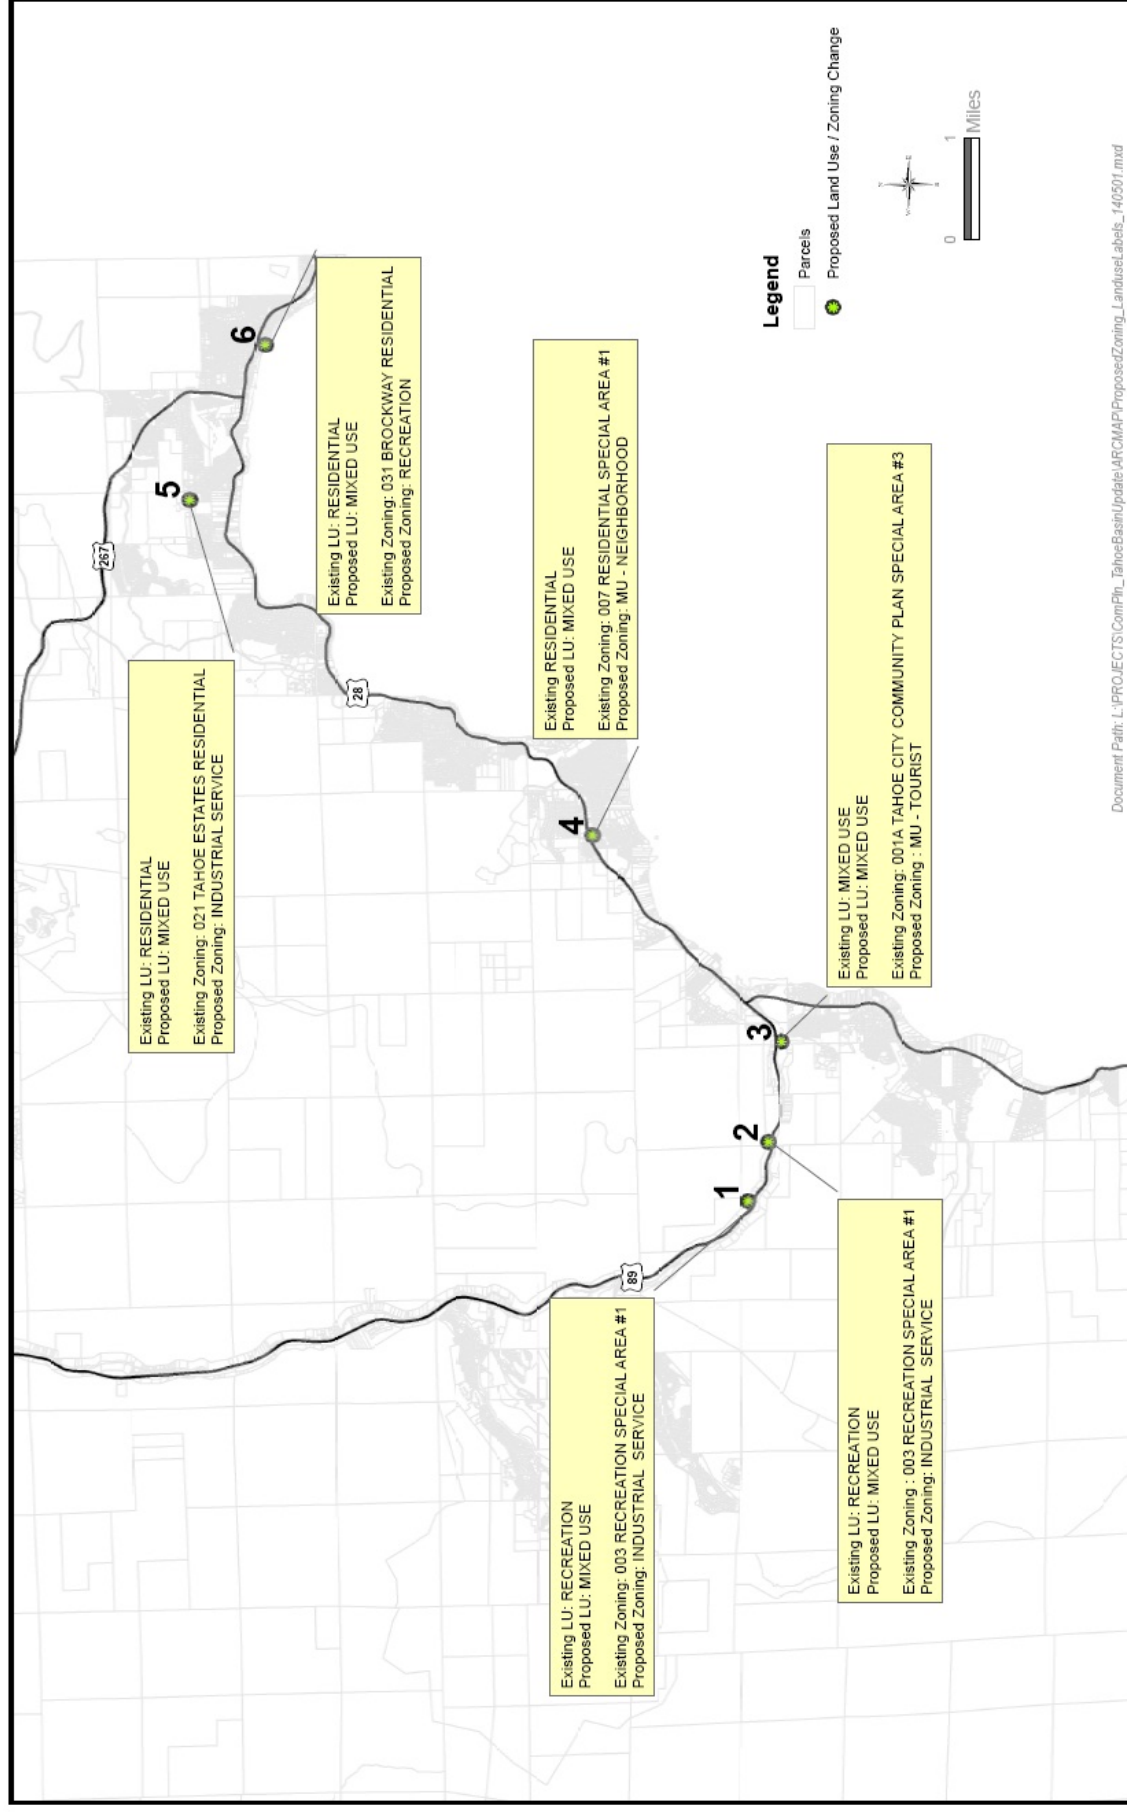 267
5
6
Existing LU: RESIDENTIAL
Proposed LU: MIXED USE
Existing Zoning: 021 TAHOE ESTATES RESIDENTIAL
Proposed Zoning: INDUSTRIAL SERVICE
Existing LU: RESIDENTIAL
Proposed LU: MIXED USE
Existing Zoning: 031 BROCKWAY RESIDENTIAL
Proposed Zoning: RECREATION
28
Existing RESIDENTIAL
Proposed LU: MIXED USE
Existing Zoning: 007 RESIDENTIAL SPECIAL AREA #1
Proposed Zoning: MU - NEIGHBORHOOD
4
89
Existing LU: RECREATION
Proposed LU: MIXED USE
Existing Zoning: 003 RECREATION SPECIAL AREA #1
Proposed Zoning: INDUSTRIAL SERVICE
1
2
3
Existing LU: RECREATION
Proposed LU: MIXED USE
Existing Zoning : 003 RECREATION SPECIAL AREA #1
Proposed Zoning: INDUSTRIAL SERVICE
Existing LU: MIXED USE
Proposed LU: MIXED USE
Existing Zoning: 001A TAHOE CITY COMMUNITY PLAN SPECIAL AREA #3
Proposed Zoning : MU - TOURIST
Legend
Parcels
Proposed Land Use / Zoning Change
N
W
E
S
0 1
Miles
Document Path: L:\PROJECTS\ComPln_TahoeBasinUpdate\ARCMAP\ProposedZoning_LanduseLabels_140501.mxd